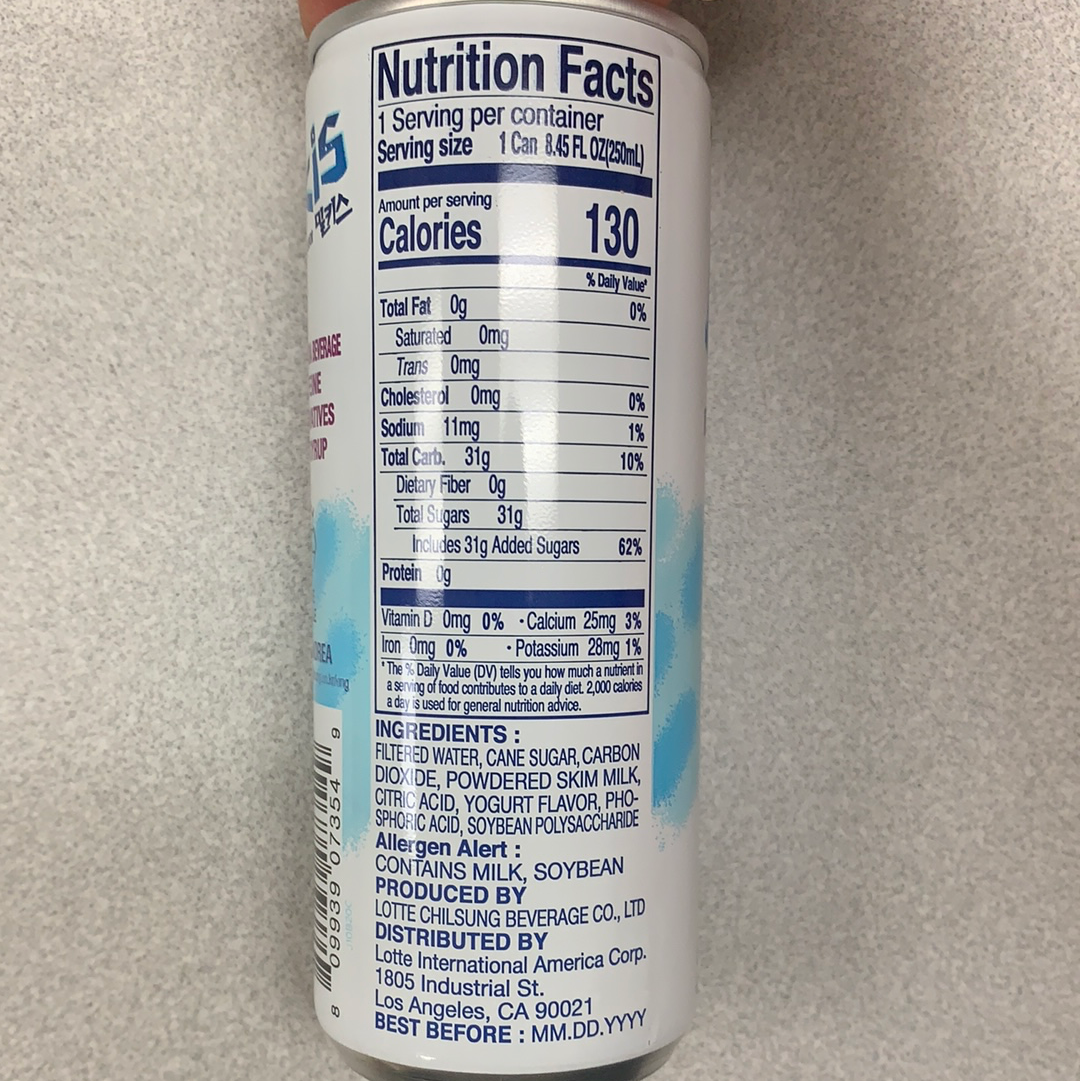 is
밀키스
BEVERAGE
Nutrition Facts
1 Serving per container
Serving size 1 Can 8.45 FL OZ(250mL)
Amount per serving
Calories 130
% Daily Value*
Total Fat 0g 0%
Saturated 0mg
Trans 0mg
Cholesterol 0mg 0%
Sodium 11mg 1%
Total Carb. 31g 10%
Dietary Fiber 0g
Total Sugars 31g
Includes 31g Added Sugars 62%
Protein 0g
Vitamin D 0mg 0% • Calcium 25mg 3%
Iron 0mg 0% • Potassium 28mg 1%
* The % Daily Value (DV) tells you how much a nutrient in
a serving of food contributes to a daily diet. 2,000 calories
a day is used for general nutrition advice.
INGREDIENTS :
FILTERED WATER, CANE SUGAR, CARBON
DIOXIDE, POWDERED SKIM MILK,
CITRIC ACID, YOGURT FLAVOR, PHO-
SPHORIC ACID, SOYBEAN POLYSACCHARIDE
Allergen Alert :
CONTAINS MILK, SOYBEAN
PRODUCED BY
LOTTE CHILSUNG BEVERAGE CO., LTD
DISTRIBUTED BY
Lotte International America Corp.
1805 Industrial St.
Los Angeles, CA 90021
BEST BEFORE : MM.DD.YYYY
8 09939 07354 9